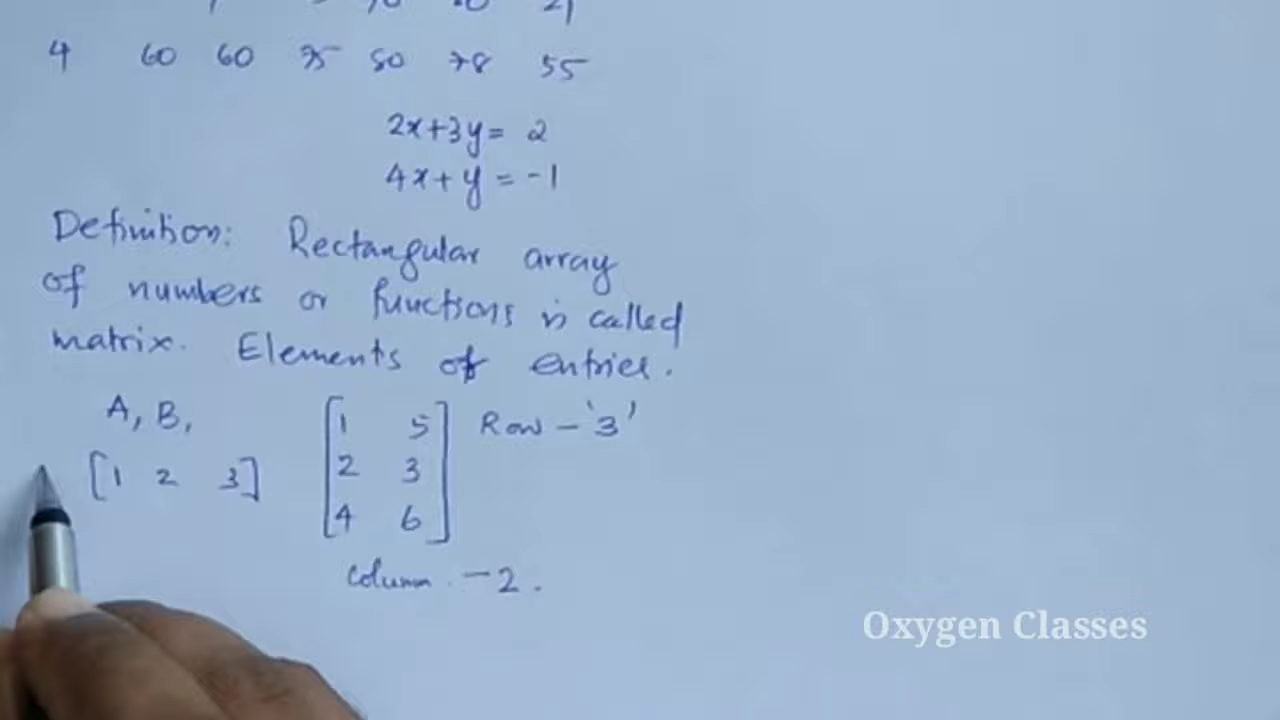 4 60 60 75 80 78 55
2x+3y= 2
4x+y=-1
Definition: Rectangular array
of numbers or functions is called
matrix. Elements of entries.
A, B,
[1 2 3]
[1 5] Row - '3'
2 3
4 6
Column - 2.
Oxygen Classes